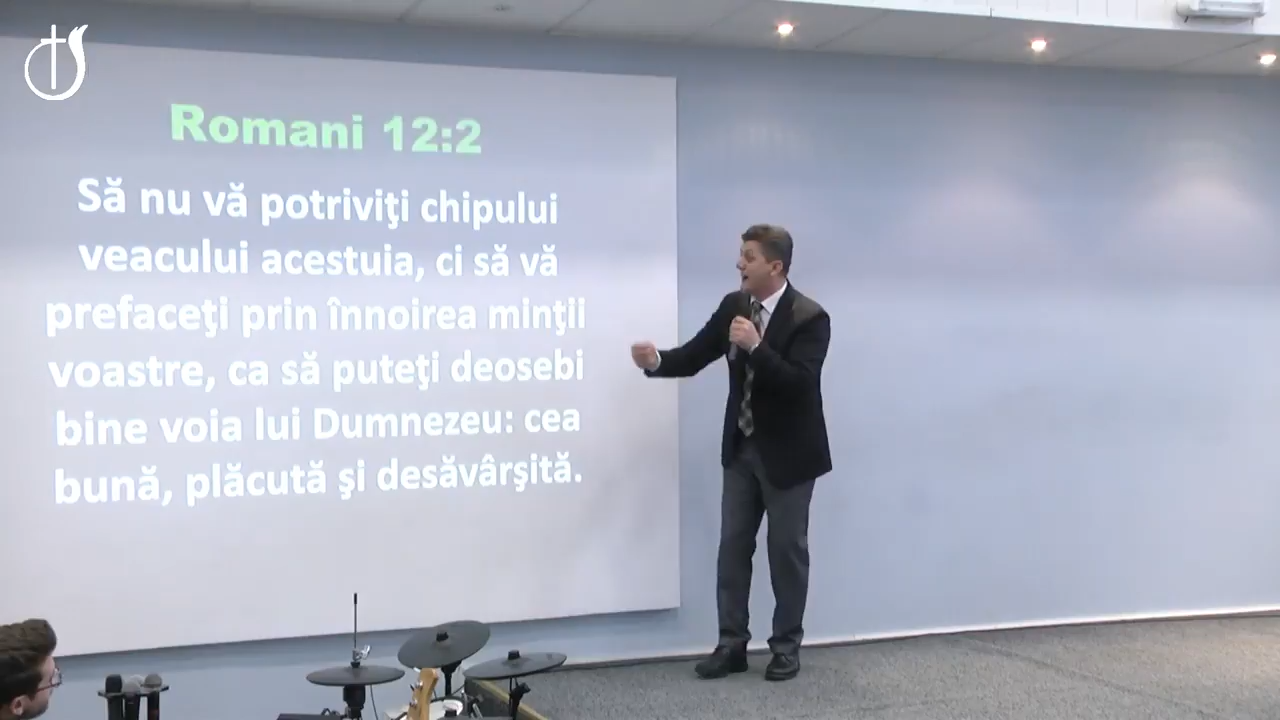 Romani 12:2
Să nu vă potriviţi chipului
veacului acestuia, ci să vă
prefaceţi prin înnoirea minţii
voastre, ca să puteţi deosebi
bine voia lui Dumnezeu: cea
bună, plăcută şi desăvârşită.